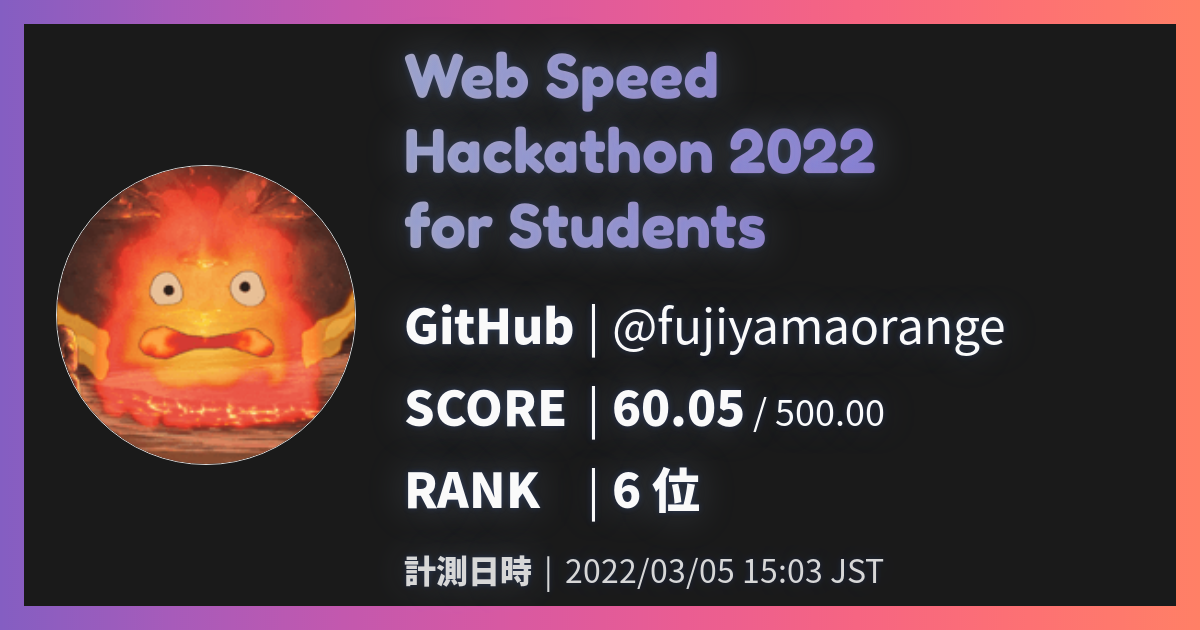 Web Speed
Hackathon 2022
for Students
GitHub | @fujiyamaorange
SCORE | 60.05 / 500.00
RANK | 6 位
計測日時 | 2022/03/05 15:03 JST